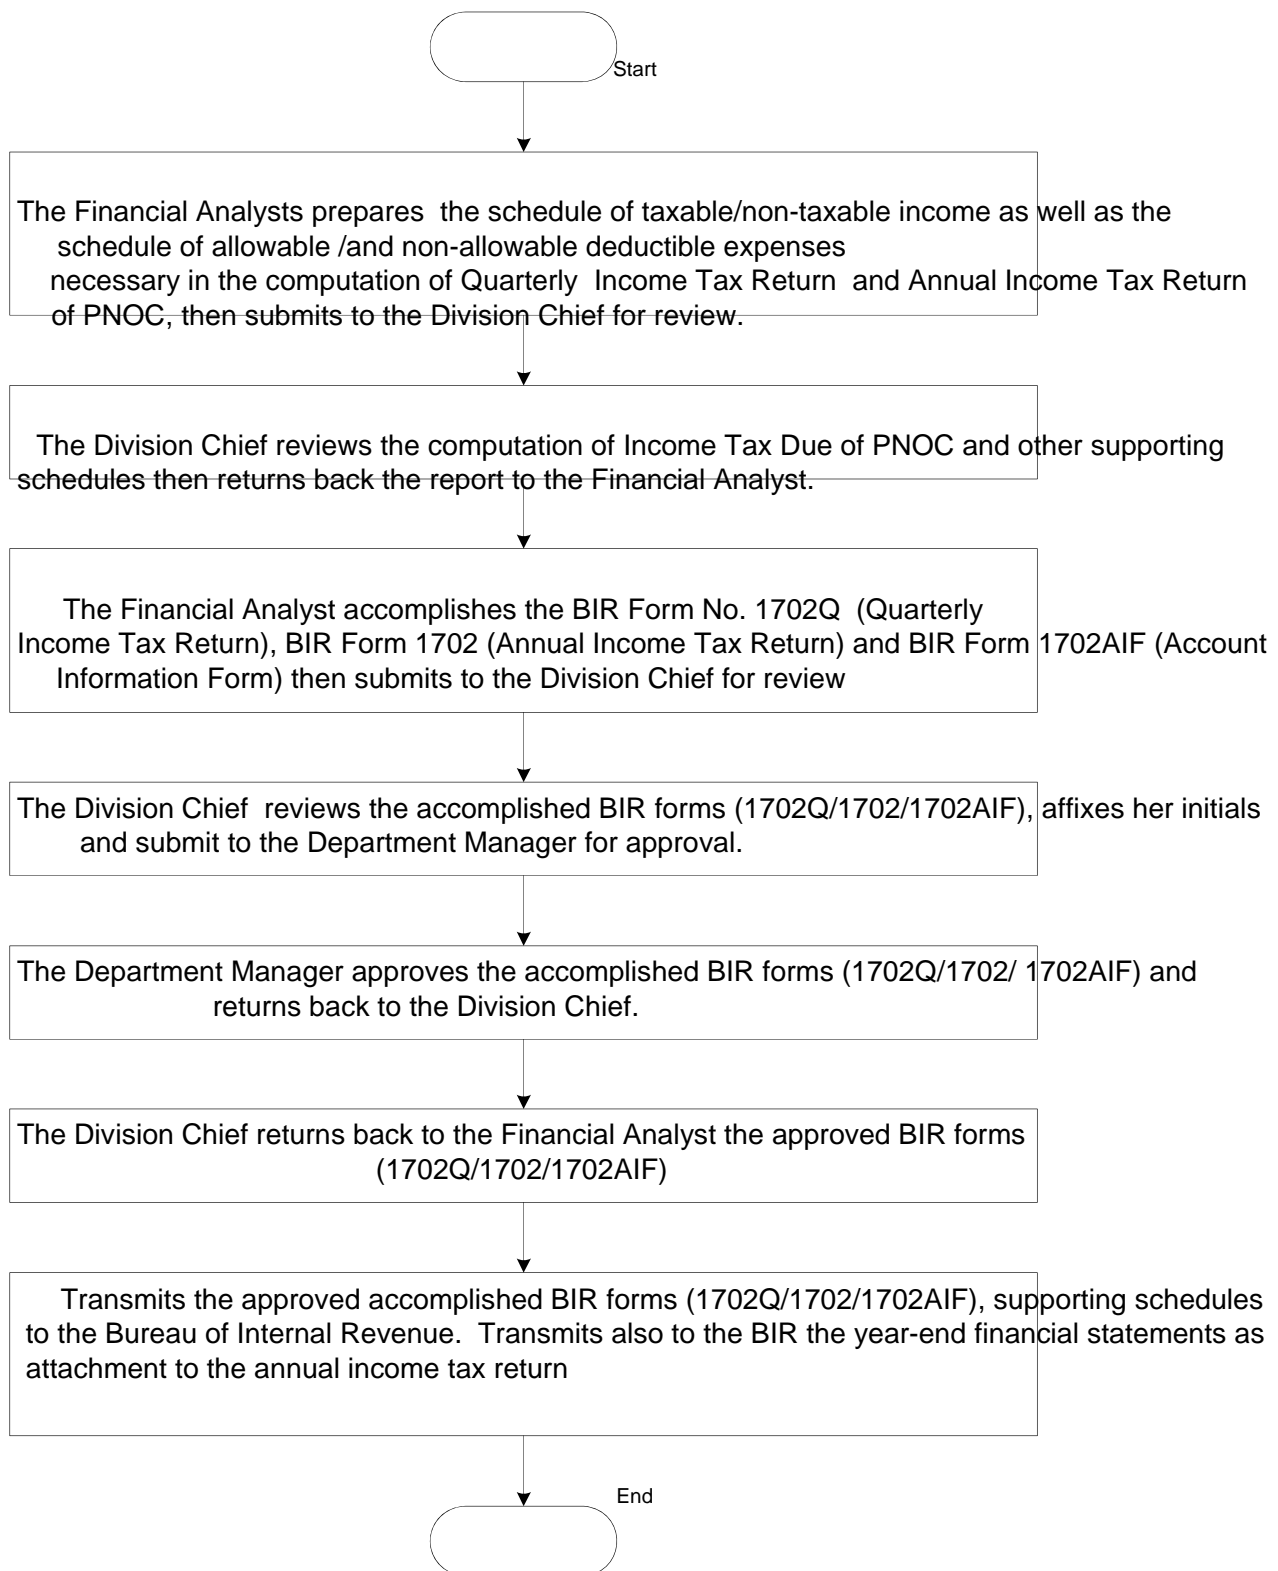 Start
The Financial Analysts prepares  the schedule of taxable/non-taxable income as well as the
schedule of allowable /and non-allowable deductible expenses
necessary in the computation of Quarterly  Income Tax Return  and Annual Income Tax Return
of PNOC, then submits to the Division Chief for review.
The Division Chief reviews the computation of Income Tax Due of PNOC and other supporting
schedules then returns back the report to the Financial Analyst.
The Financial Analyst accomplishes the BIR Form No. 1702Q  (Quarterly
Income Tax Return), BIR Form 1702 (Annual Income Tax Return) and BIR Form 1702AIF (Account
Information Form) then submits to the Division Chief for review
The Division Chief  reviews the accomplished BIR forms (1702Q/1702/1702AIF), affixes her initials
and submit to the Department Manager for approval.
The Department Manager approves the accomplished BIR forms (1702Q/1702/ 1702AIF) and
returns back to the Division Chief.
The Division Chief returns back to the Financial Analyst the approved BIR forms
(1702Q/1702/1702AIF)
Transmits the approved accomplished BIR forms (1702Q/1702/1702AIF), supporting schedules
to the Bureau of Internal Revenue.  Transmits also to the BIR the year-end financial statements as
attachment to the annual income tax return
End